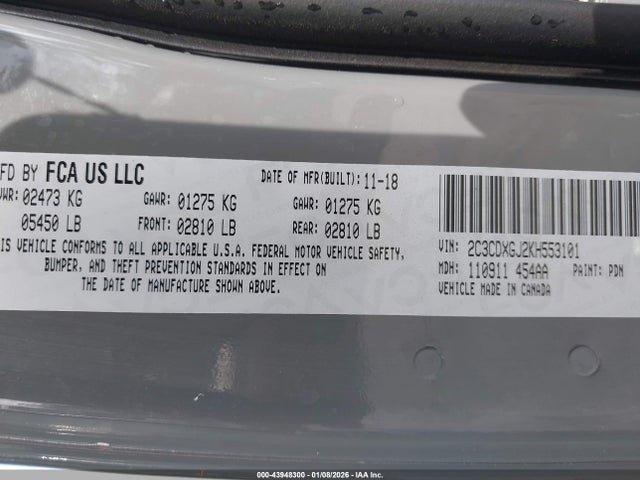 FD BY FCA US LLC
DATE OF MFR(BUILT): 11-18
VWR: 02473 KG GAWR: 01275 KG GAWR: 01275 KG
05450 LB FRONT: 02810 LB REAR: 02810 LB
IS VEHICLE CONFORMS TO ALL APPLICABLE U.S.A. FEDERAL MOTOR VEHICLE SAFETY,
BUMPER, AND THEFT PREVENTION STANDARDS IN EFFECT ON
THE DATE OF MANUFACTURE SHOWN ABOVE.
VIN: 2C3CDXGJ2KH553101
MDH: 110911 454AA PAINT: PDN
VEHICLE MADE IN CANADA
000-43948300 - 01/08/2026 - IAA Inc.